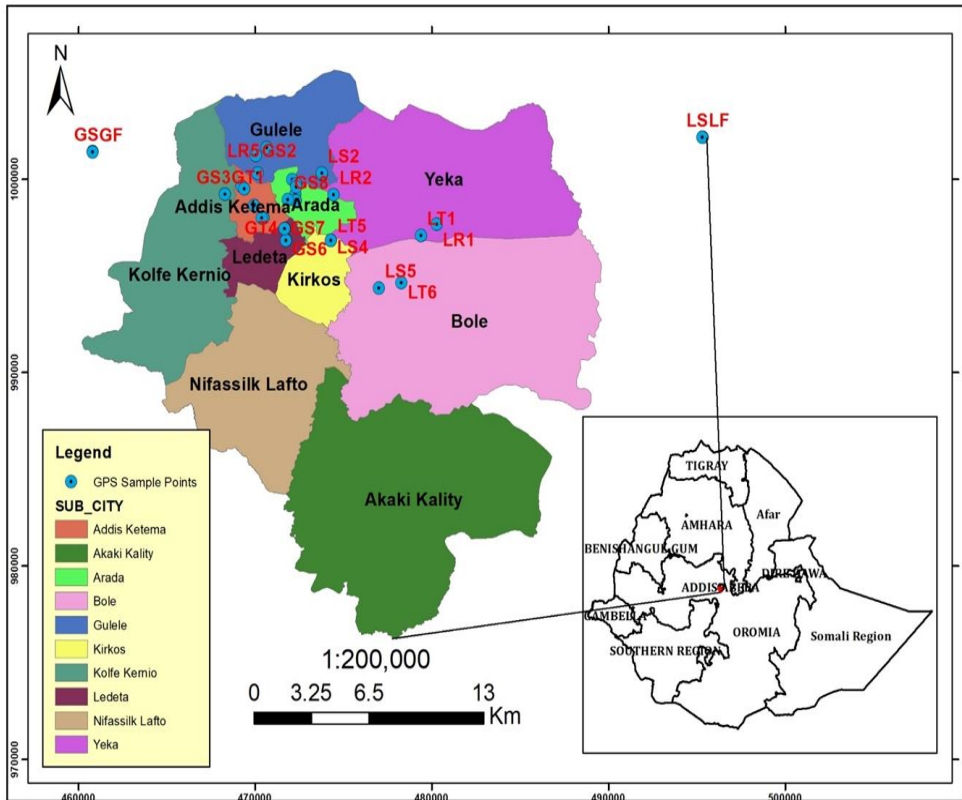 N
GSGF
LSLF
Gulele
LR5 GS2
LS2
GS3 GT1
GS8
LR2
Yeka
Addis Ketema
Arada
GT4
GS7
LT5
LT1
GS6
LS4
LR1
Ledeta
Kolfe Kernio
Kirkos
LS5
LT6
Bole
Nifassilk Lafto
Akaki Kality
1000000
990000
980000
970000
Legend
GPS Sample Points
SUB_CITY
Addis Ketema
Akaki Kality
Arada
Bole
Gulele
Kirkos
Kolfe Kernio
Ledeta
Nifassilk Lafto
Yeka
1:200,000
0 3.25 6.5 13
Km
TIGRAY
Afar
AMHARA
BENISHANGUL GUM
DIREDAWA
ADDIS ABEBA
GAMBELLA
OROMIA
Somali Region
SOUTHERN REGION
460000 470000 480000 490000 500000